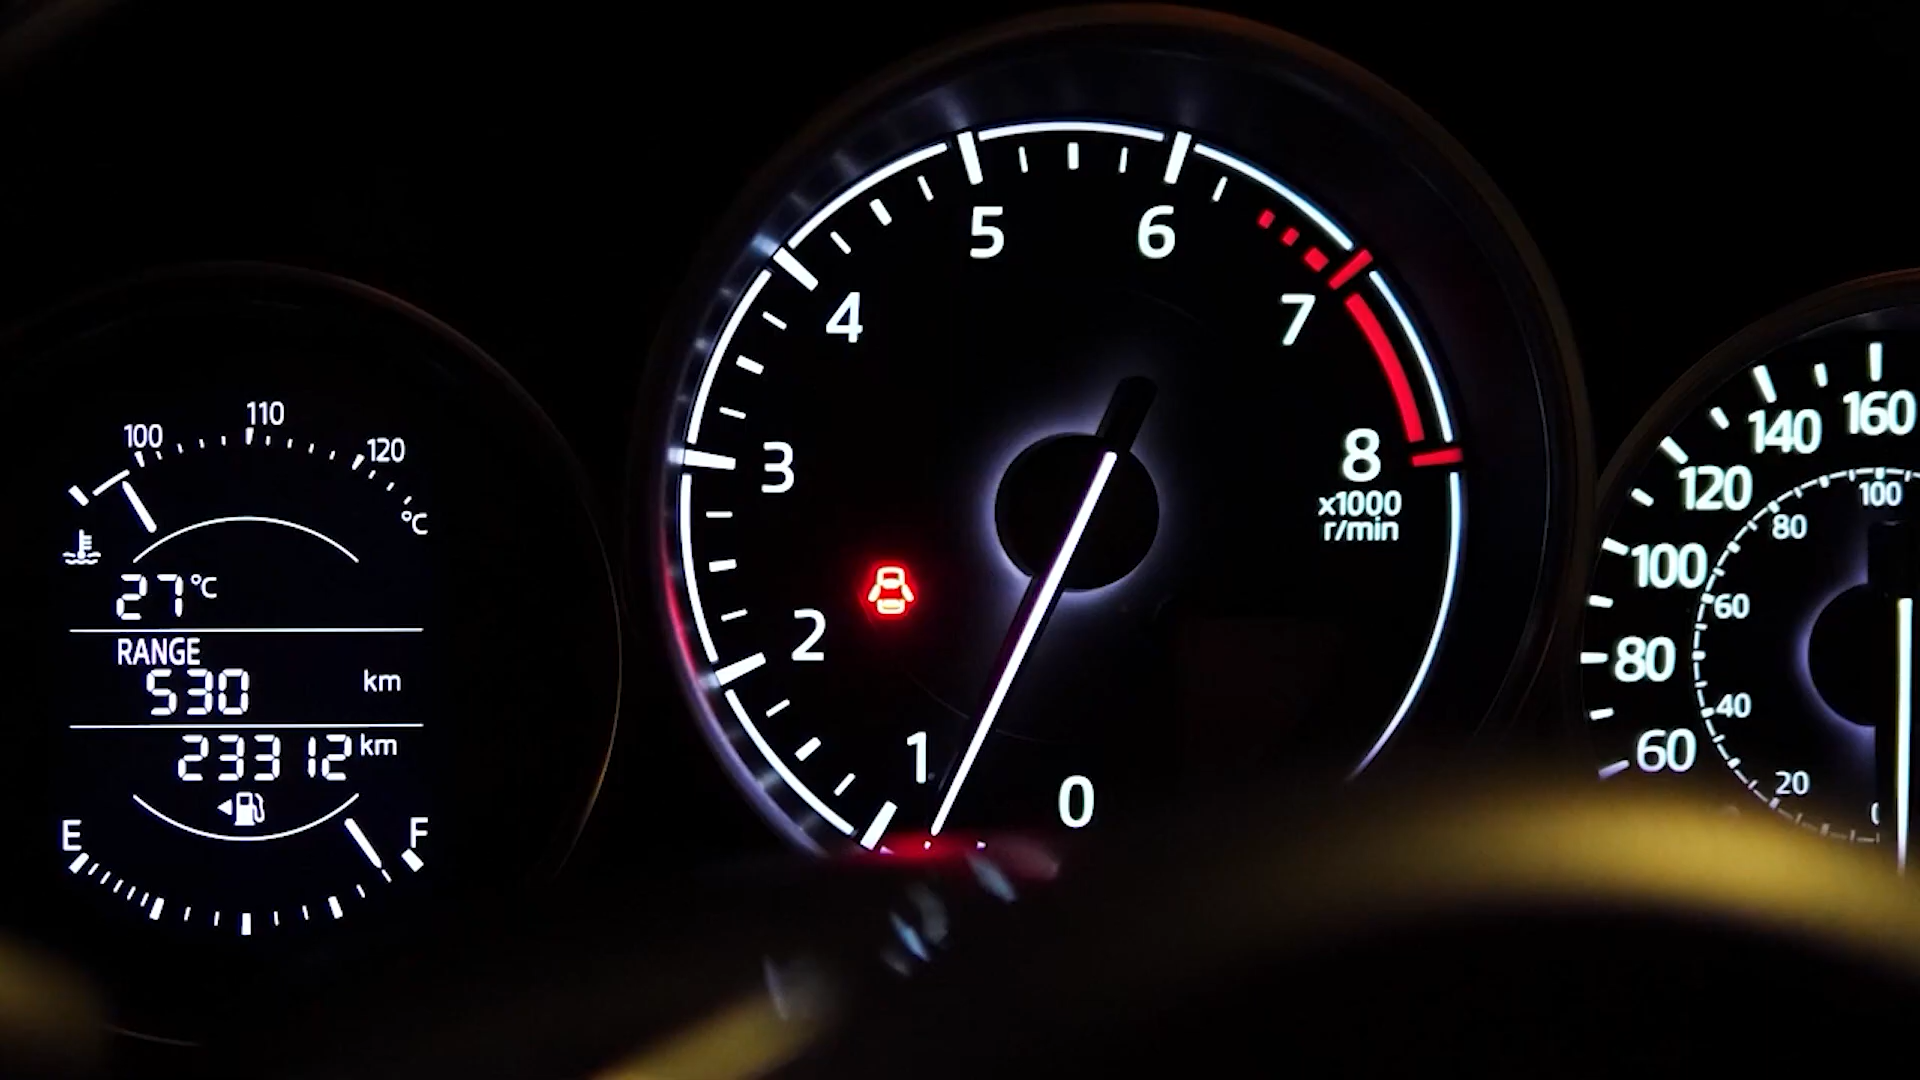 100 110 120
°C
27°C
RANGE
530 km
23312 km
E F
0 1 2 3 4 5 6 7 8
x1000
r/min
60 80 100 120 140 160
20 40 60 80 100